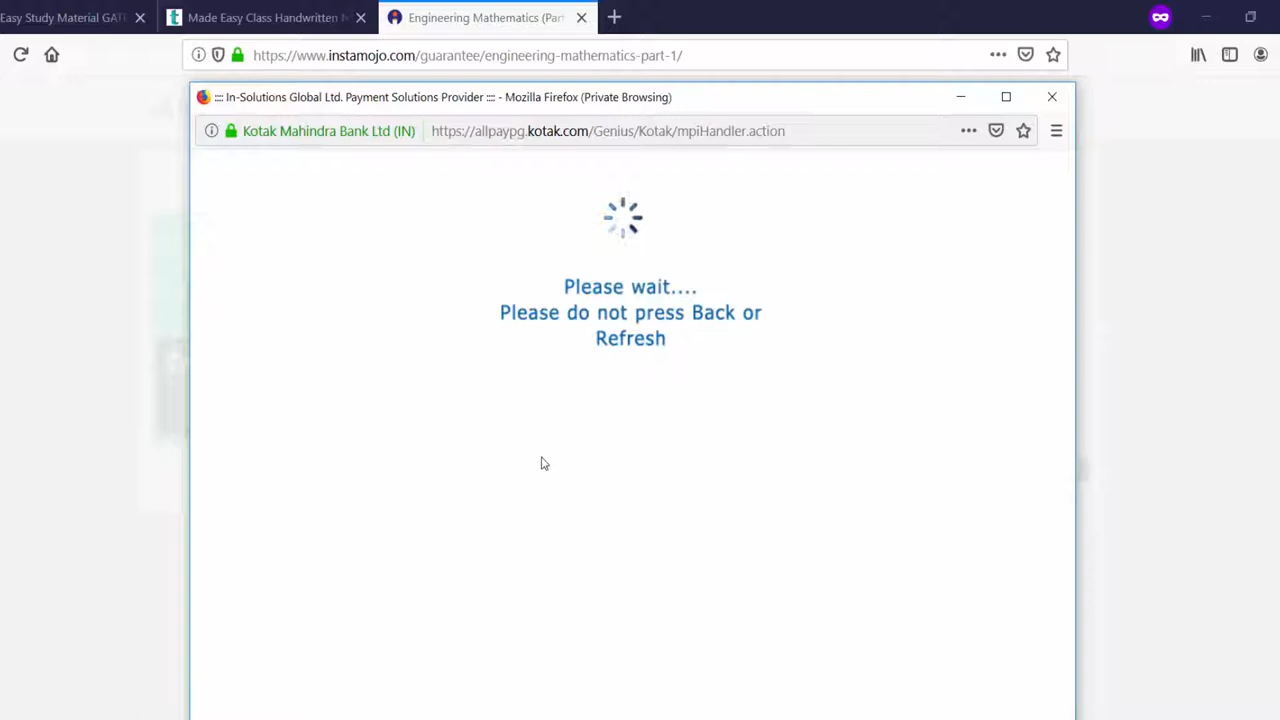 Easy Study Material GAT
Made Easy Class Handwritten
Engineering Mathematics (Part
https://www.instamojo.com/guarantee/engineering-mathematics-part-1/
:::: In-Solutions Global Ltd. Payment Solutions Provider :::: - Mozilla Firefox (Private Browsing)
Kotak Mahindra Bank Ltd (IN)
https://allpaypg.kotak.com/Genius/Kotak/mpiHandler.action
Please wait....
Please do not press Back or
Refresh